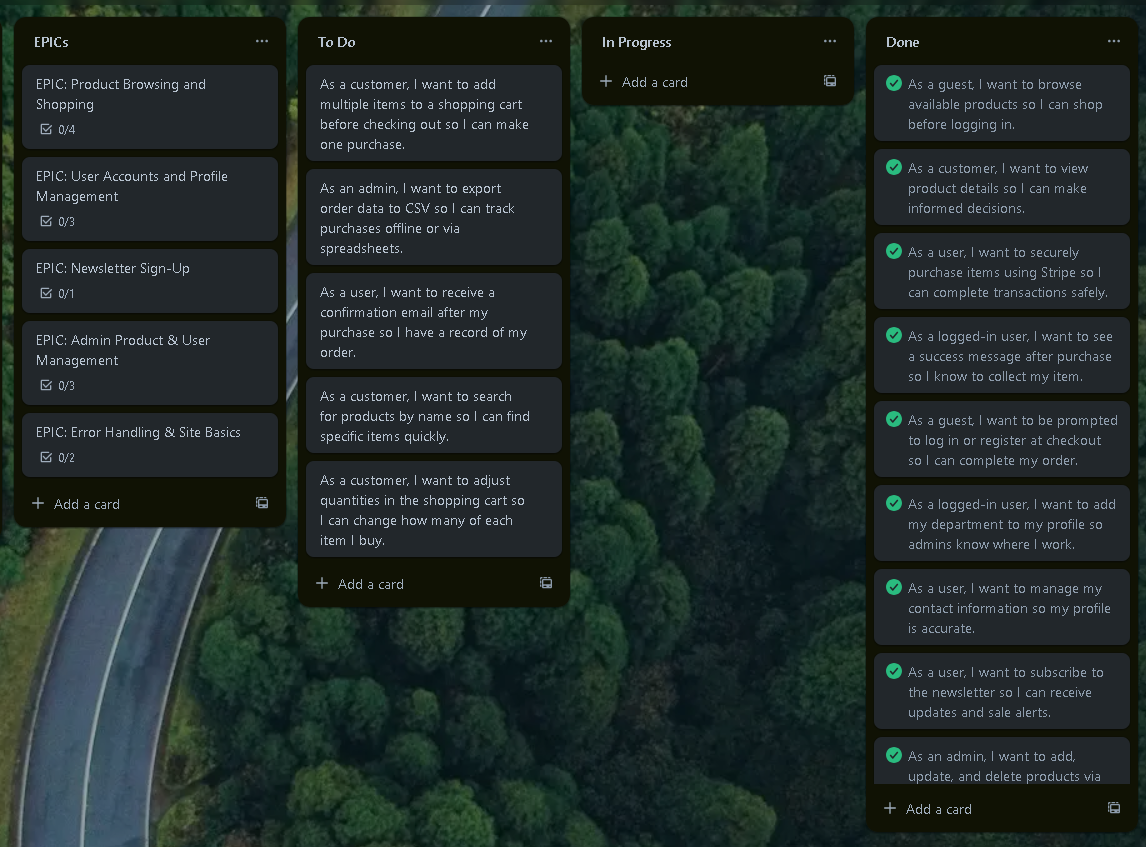 EPICs
EPIC: Product Browsing and
Shopping
0/4
EPIC: User Accounts and Profile
Management
0/3
EPIC: Newsletter Sign-Up
0/1
EPIC: Admin Product & User
Management
0/3
EPIC: Error Handling & Site Basics
0/2
Add a card
To Do
As a customer, I want to add
multiple items to a shopping cart
before checking out so I can make
one purchase.
As an admin, I want to export
order data to CSV so I can track
purchases offline or via
spreadsheets.
As a user, I want to receive a
confirmation email after my
purchase so I have a record of my
order.
As a customer, I want to search
for products by name so I can find
specific items quickly.
As a customer, I want to adjust
quantities in the shopping cart so
I can change how many of each
item I buy.
Add a card
In Progress
Add a card
Done
As a guest, I want to browse
available products so I can shop
before logging in.
As a customer, I want to view
product details so I can make
informed decisions.
As a user, I want to securely
purchase items using Stripe so I
can complete transactions safely.
As a logged-in user, I want to see
a success message after purchase
so I know to collect my item.
As a guest, I want to be prompted
to log in or register at checkout
so I can complete my order.
As a logged-in user, I want to add
my department to my profile so
admins know where I work.
As a user, I want to manage my
contact information so my profile
is accurate.
As a user, I want to subscribe to
the newsletter so I can receive
updates and sale alerts.
As an admin, I want to add,
update, and delete products via
Add a card